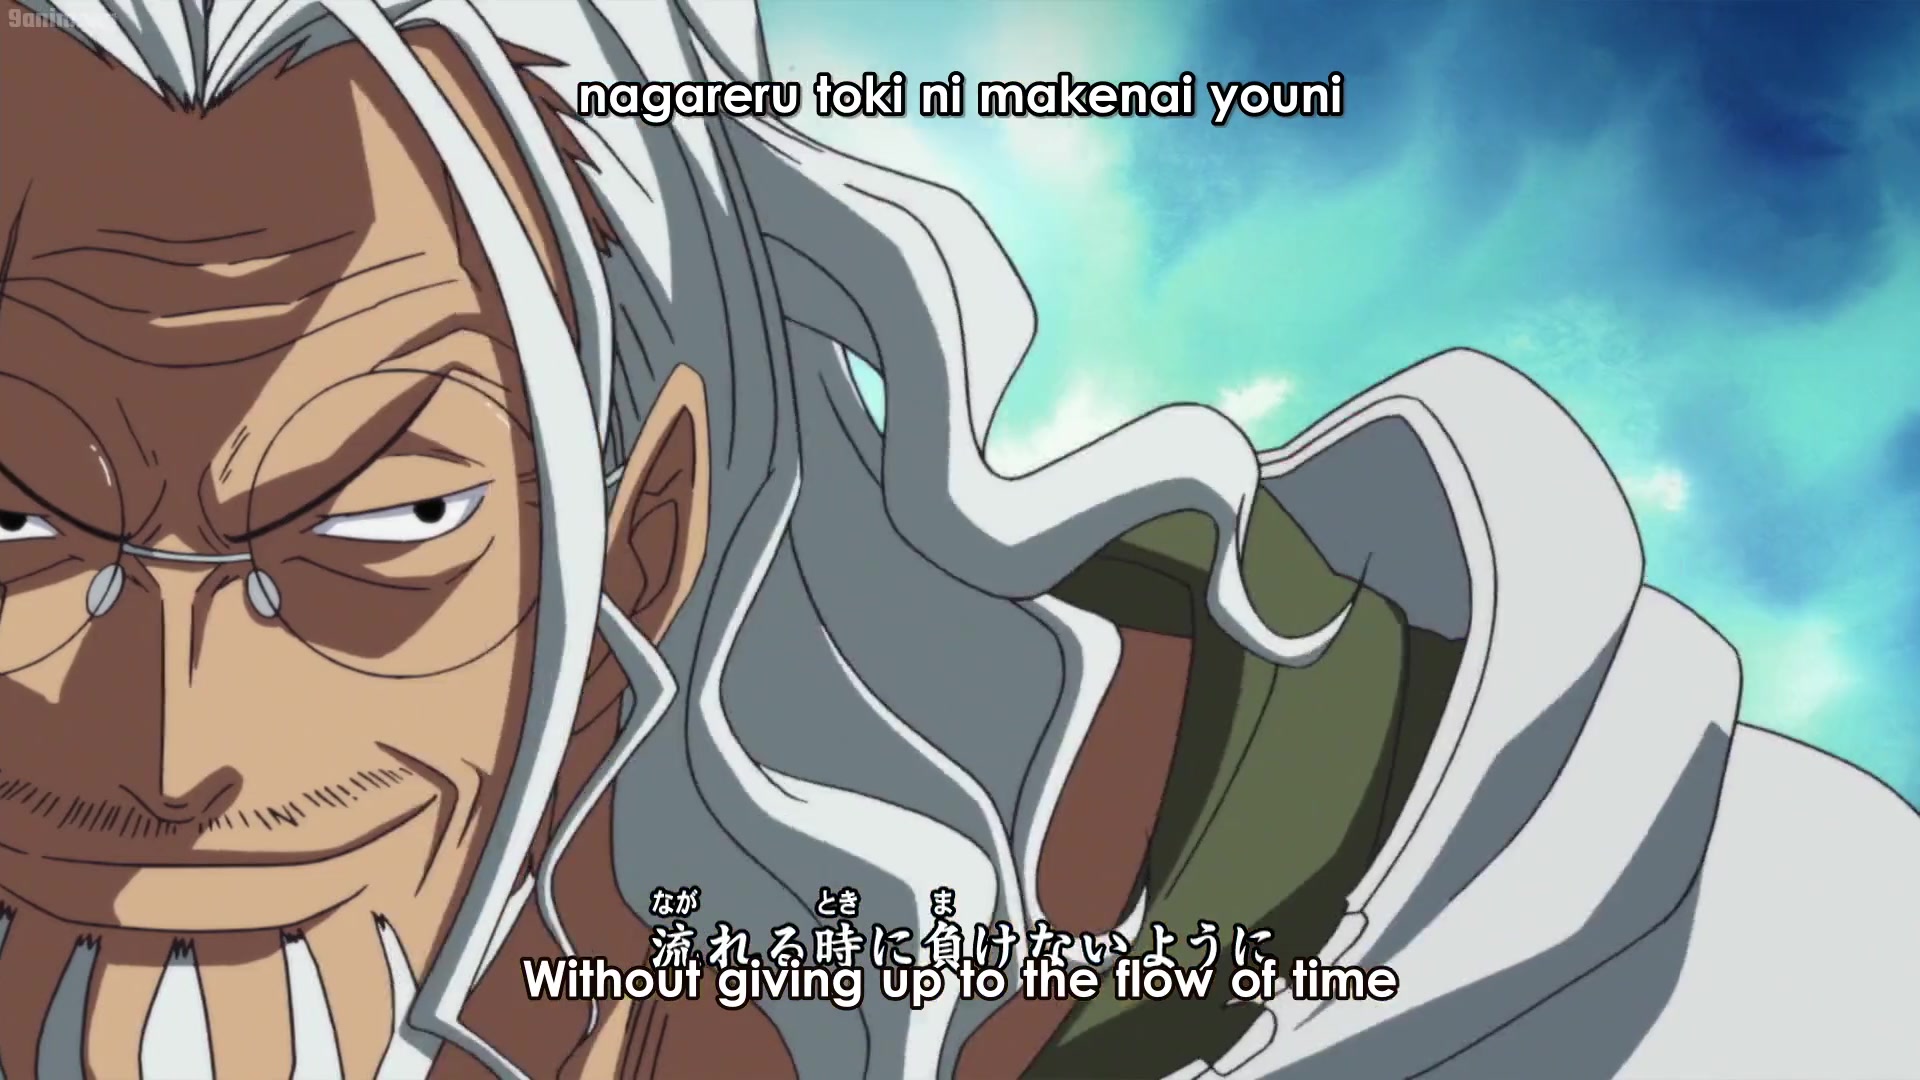 nagareru toki ni makenai youni
なが とき ま
流れる時に負けないように
Without giving up to the flow of time